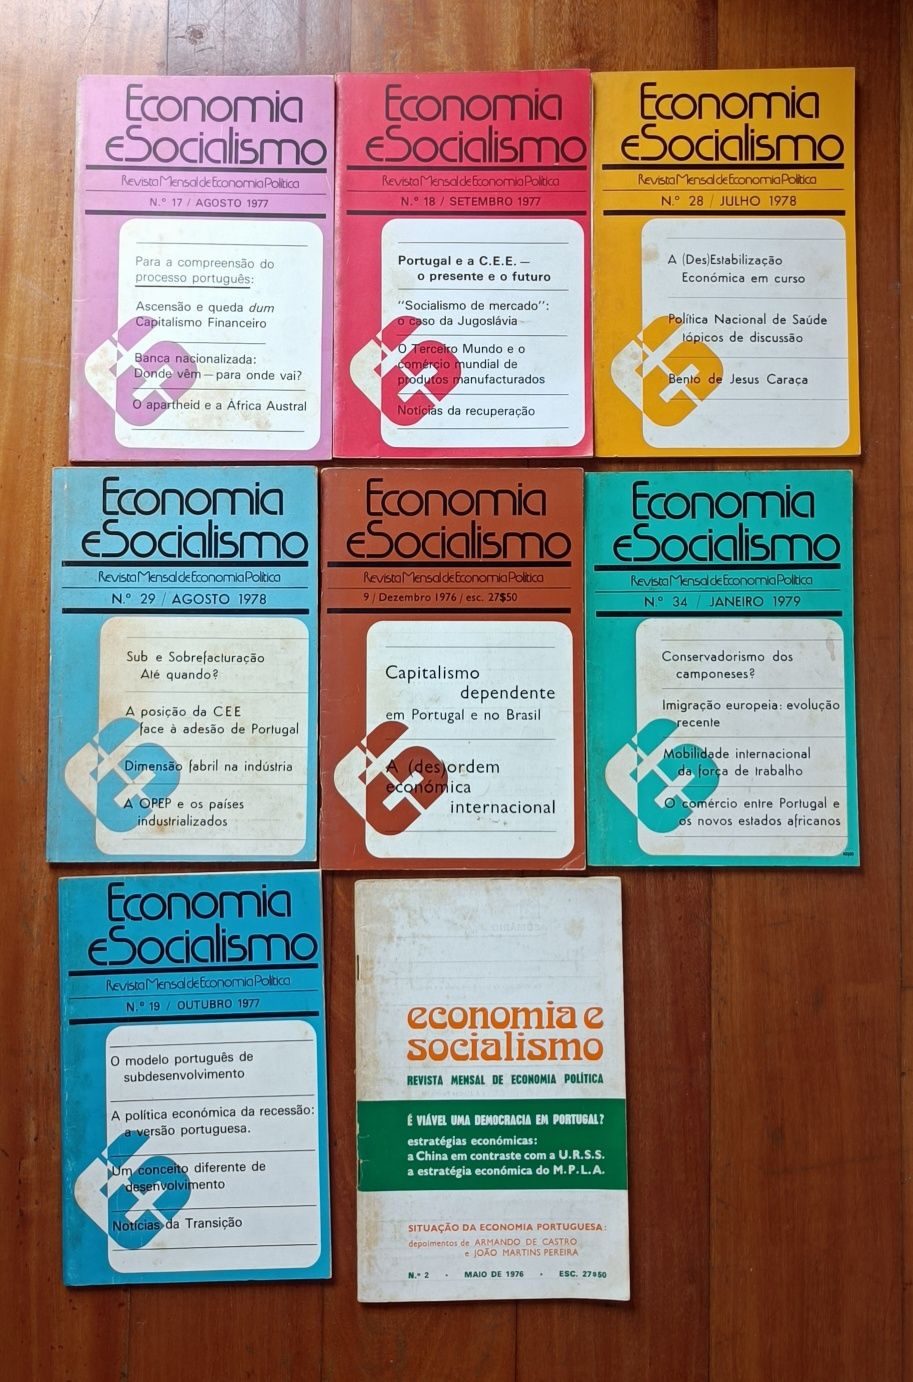 Economia
e Socialismo
Revista Mensal de Economia Política
N.º 17 / AGOSTO 1977
Para a compreensão do
processo português:
Ascensão e queda dum
Capitalismo Financeiro
Banca nacionalizada:
Donde vêm — para onde vai?
O apartheid e a África Austral
Economia
e Socialismo
Revista Mensal de Economia Política
N.º 18 / SETEMBRO 1977
Portugal e a C.E.E. —
o presente e o futuro
"Socialismo de mercado":
o caso da Jugoslávia
O Terceiro Mundo e o
comércio mundial de
produtos manufacturados
Notícias da recuperação
Economia
e Socialismo
Revista Mensal de Economia Política
N.º 28 / JULHO 1978
A (Des)Estabilização
Económica em curso
Política Nacional de Saúde
tópicos de discussão
Bento de Jesus Caraça
Economia
e Socialismo
Revista Mensal de Economia Política
N.º 29 / AGOSTO 1978
Sub e Sobrefacturação
Até quando?
A posição da CEE
face à adesão de Portugal
Dimensão fabril na indústria
A OPEP e os países
industrializados
Economia
e Socialismo
Revista Mensal de Economia Política
9 / Dezembro 1976 / esc. 27$50
Capitalismo
dependente
em Portugal e no Brasil
A (des)ordem
económica
internacional
Economia
e Socialismo
Revista Mensal de Economia Política
N.º 34 / JANEIRO 1979
Conservadorismo dos
camponeses?
Imigração europeia: evolução
recente
Mobilidade internacional
da força de trabalho
O comércio entre Portugal e
os novos estados africanos
Economia
e Socialismo
Revista Mensal de Economia Política
N.º 19 / OUTUBRO 1977
O modelo português de
subdesenvolvimento
A política económica da recessão:
a versão portuguesa.
Um conceito diferente de
desenvolvimento
Notícias da Transição
economia e
socialismo
REVISTA MENSAL DE ECONOMIA POLÍTICA
É VIÁVEL UMA DEMOCRACIA EM PORTUGAL?
estratégias económicas:
a China em contraste com a U.R.S.S.
a estratégia económica do M.P.L.A.
SITUAÇÃO DA ECONOMIA PORTUGUESA:
depoimentos de ARMANDO DE CASTRO
e JOÃO MARTINS PEREIRA
N.º 2 · MAIO DE 1976 · ESC. 27$50